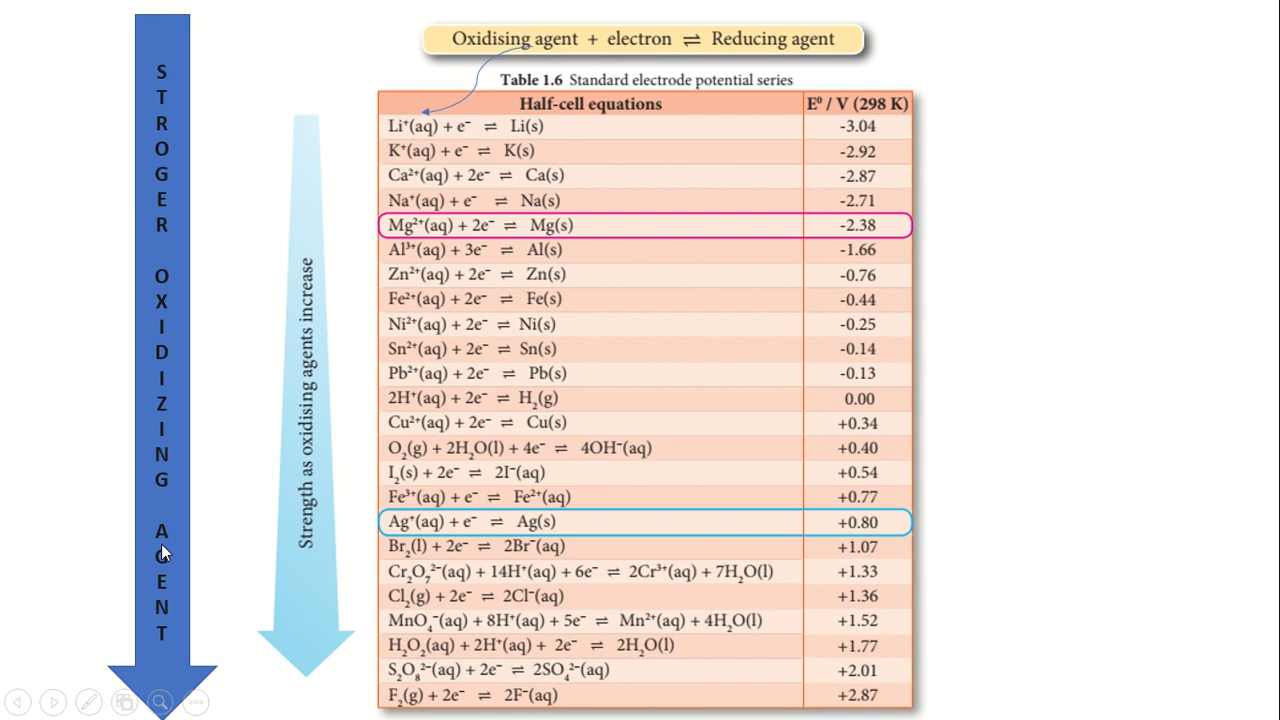 Oxidising agent + electron ⇌ Reducing agent
Table 1.6 Standard electrode potential series
Half-cell equations E⁰ / V (298 K)
Li⁺(aq) + e⁻ ⇌ Li(s) -3.04
K⁺(aq) + e⁻ ⇌ K(s) -2.92
Ca²⁺(aq) + 2e⁻ ⇌ Ca(s) -2.87
Na⁺(aq) + e⁻ ⇌ Na(s) -2.71
Mg²⁺(aq) + 2e⁻ ⇌ Mg(s) -2.38
Al³⁺(aq) + 3e⁻ ⇌ Al(s) -1.66
Zn²⁺(aq) + 2e⁻ ⇌ Zn(s) -0.76
Fe²⁺(aq) + 2e⁻ ⇌ Fe(s) -0.44
Ni²⁺(aq) + 2e⁻ ⇌ Ni(s) -0.25
Sn²⁺(aq) + 2e⁻ ⇌ Sn(s) -0.14
Pb²⁺(aq) + 2e⁻ ⇌ Pb(s) -0.13
2H⁺(aq) + 2e⁻ ⇌ H₂(g) 0.00
Cu²⁺(aq) + 2e⁻ ⇌ Cu(s) +0.34
O₂(g) + 2H₂O(l) + 4e⁻ ⇌ 4OH⁻(aq) +0.40
I₂(s) + 2e⁻ ⇌ 2I⁻(aq) +0.54
Fe³⁺(aq) + e⁻ ⇌ Fe²⁺(aq) +0.77
Ag⁺(aq) + e⁻ ⇌ Ag(s) +0.80
Br₂(l) + 2e⁻ ⇌ 2Br⁻(aq) +1.07
Cr₂O₇²⁻(aq) + 14H⁺(aq) + 6e⁻ ⇌ 2Cr³⁺(aq) + 7H₂O(l) +1.33
Cl₂(g) + 2e⁻ ⇌ 2Cl⁻(aq) +1.36
MnO₄⁻(aq) + 8H⁺(aq) + 5e⁻ ⇌ Mn²⁺(aq) + 4H₂O(l) +1.52
H₂O₂(aq) + 2H⁺(aq) + 2e⁻ ⇌ 2H₂O(l) +1.77
S₂O₈²⁻(aq) + 2e⁻ ⇌ 2SO₄²⁻(aq) +2.01
F₂(g) + 2e⁻ ⇌ 2F⁻(aq) +2.87
STROGER OXIDIZING AGENT
Strength as oxidising agents increase